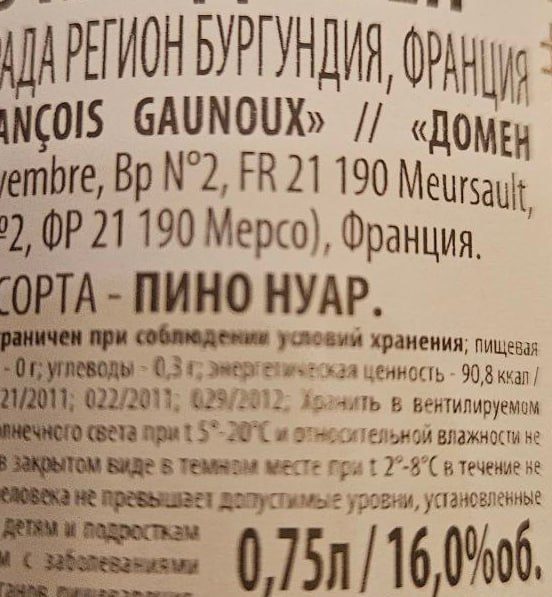 РАДА РЕГИОН БУРГУНДИЯ, ФРАНЦИЯ
ANÇOIS GAUNOUX» // «ДОМЕН
vembre, Bp N°2, FR 21 190 Meursault,
º2, ФР 21 190 Мерсо), Франция.
СОРТА - ПИНО НУАР.
граничен при соблюдении условий хранения; пищевая
- 0 г; углеводы - 0,3 г; энергетическая ценность - 90,8 ккал /
21/2011; 022/2011; 029/2012; Хранить в вентилируемом
лнечного света при t 5°-20°C и относительной влажности не
в закрытом виде в темном месте при t 2°-8°C в течение не
еловека не превышает допустимые уровни, установленные
детям и подросткам
м с заболеваниями
0,75л / 16,0%об.